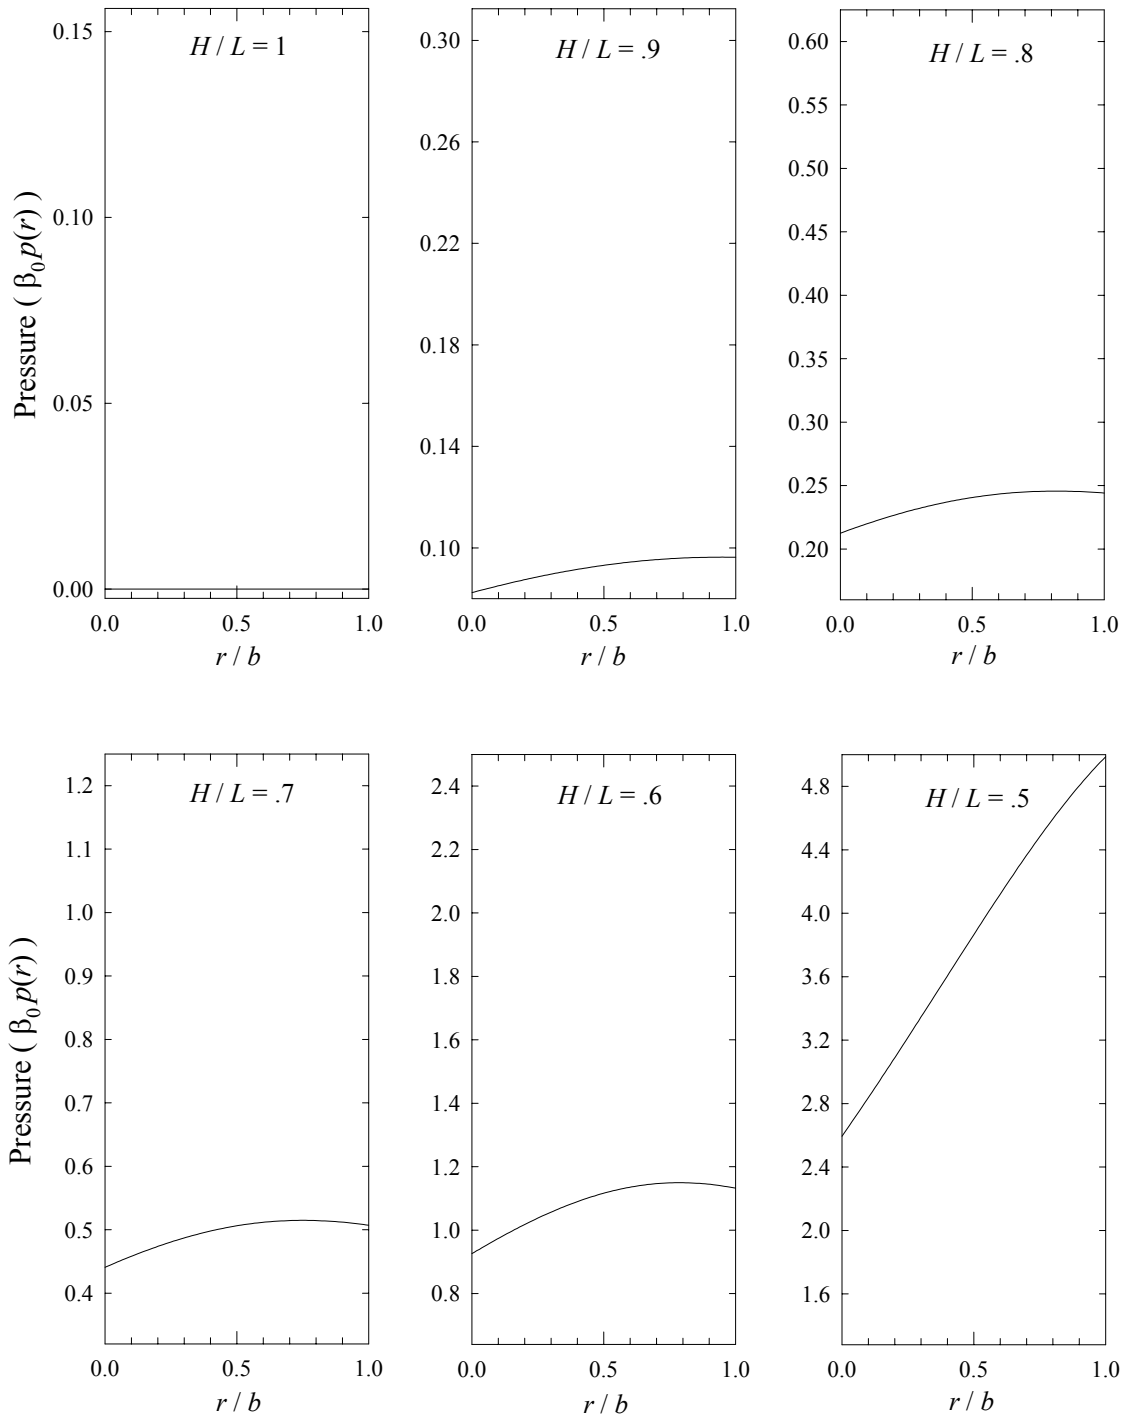 H / L = 1
0.15
0.10
0.05
0.00
0.0 0.5 1.0
r / b
Pressure ( β₀p(r) )
H / L = .9
0.30
0.26
0.22
0.18
0.14
0.10
0.0 0.5 1.0
r / b
H / L = .8
0.60
0.55
0.50
0.45
0.40
0.35
0.30
0.25
0.20
0.0 0.5 1.0
r / b
H / L = .7
1.2
1.1
1.0
0.9
0.8
0.7
0.6
0.5
0.4
0.0 0.5 1.0
r / b
Pressure ( β₀p(r) )
H / L = .6
2.4
2.2
2.0
1.8
1.6
1.4
1.2
1.0
0.8
0.0 0.5 1.0
r / b
H / L = .5
4.8
4.4
4.0
3.6
3.2
2.8
2.4
2.0
1.6
0.0 0.5 1.0
r / b